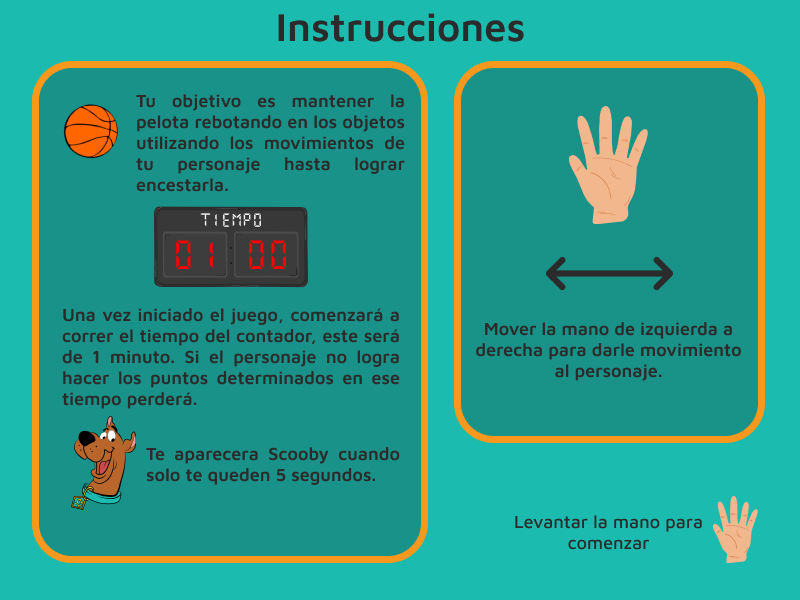 Instrucciones
Tu objetivo es mantener la
pelota rebotando en los objetos
utilizando los movimientos de
tu personaje hasta lograr
encestarla.
TIEMPO
01:00
Una vez iniciado el juego, comenzará a
correr el tiempo del contador, este será
de 1 minuto. Si el personaje no logra
hacer los puntos determinados en ese
tiempo perderá.
Te aparecera Scooby cuando
solo te queden 5 segundos.
Mover la mano de izquierda a
derecha para darle movimiento
al personaje.
Levantar la mano para
comenzar